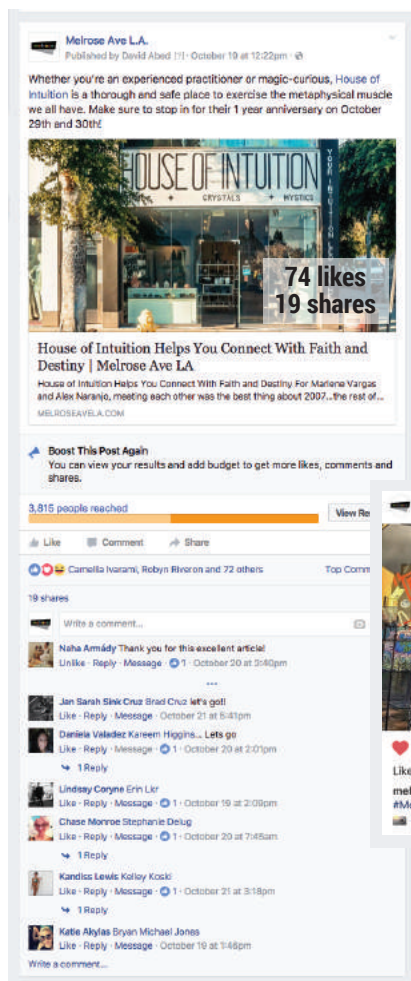 Melrose Ave L.A.
Published by David Abed [?] · October 19 at 12:22pm ·
Whether you're an experienced practitioner or magic-curious, House of
Intuition is a thorough and safe place to exercise the metaphysical muscle
we all have. Make sure to stop in for their 1 year anniversary on October
29th and 30th!
HOUSE OF INTUITION
CRYSTALS + MYSTICS
YOUR INTUITION
74 likes
19 shares
House of Intuition Helps You Connect With Faith and
Destiny | Melrose Ave LA
House of Intuition Helps You Connect With Faith and Destiny For Marlene Vargas
and Alex Naranjo, meeting each other was the best thing about 2007...the rest of...
MELROSEAVELA.COM
Boost This Post Again
You can view your results and add budget to get more likes, comments and
shares.
3,815 people reached
View Re
Like Comment Share
Camella Ivarami, Robyn Riveron and 72 others
Top Comm
19 shares
Write a comment...
Naha Armády Thank you for this excellent article!
Unlike · Reply · Message · 1 · October 20 at 3:40pm
Jan Sarah Sink Cruz Brad Cruz let's go!!
Like · Reply · Message · October 21 at 5:41pm
Daniela Valadez Kareem Higgins... Lets go
Like · Reply · Message · 1 · October 20 at 2:01pm
1 Reply
Lindsay Coryne Erin Lkr
Like · Reply · Message · 1 · October 19 at 2:09pm
Chase Monroe Stephanie Delug
Like · Reply · Message · 1 · October 20 at 7:45am
1 Reply
Kandiss Lewis Kelley Koski
Like · Reply · Message · 1 · October 21 at 3:18pm
1 Reply
Katie Akylas Bryan Michael Jones
Like · Reply · Message · October 19 at 1:46pm
Write a comment...
Like
mel
#Me